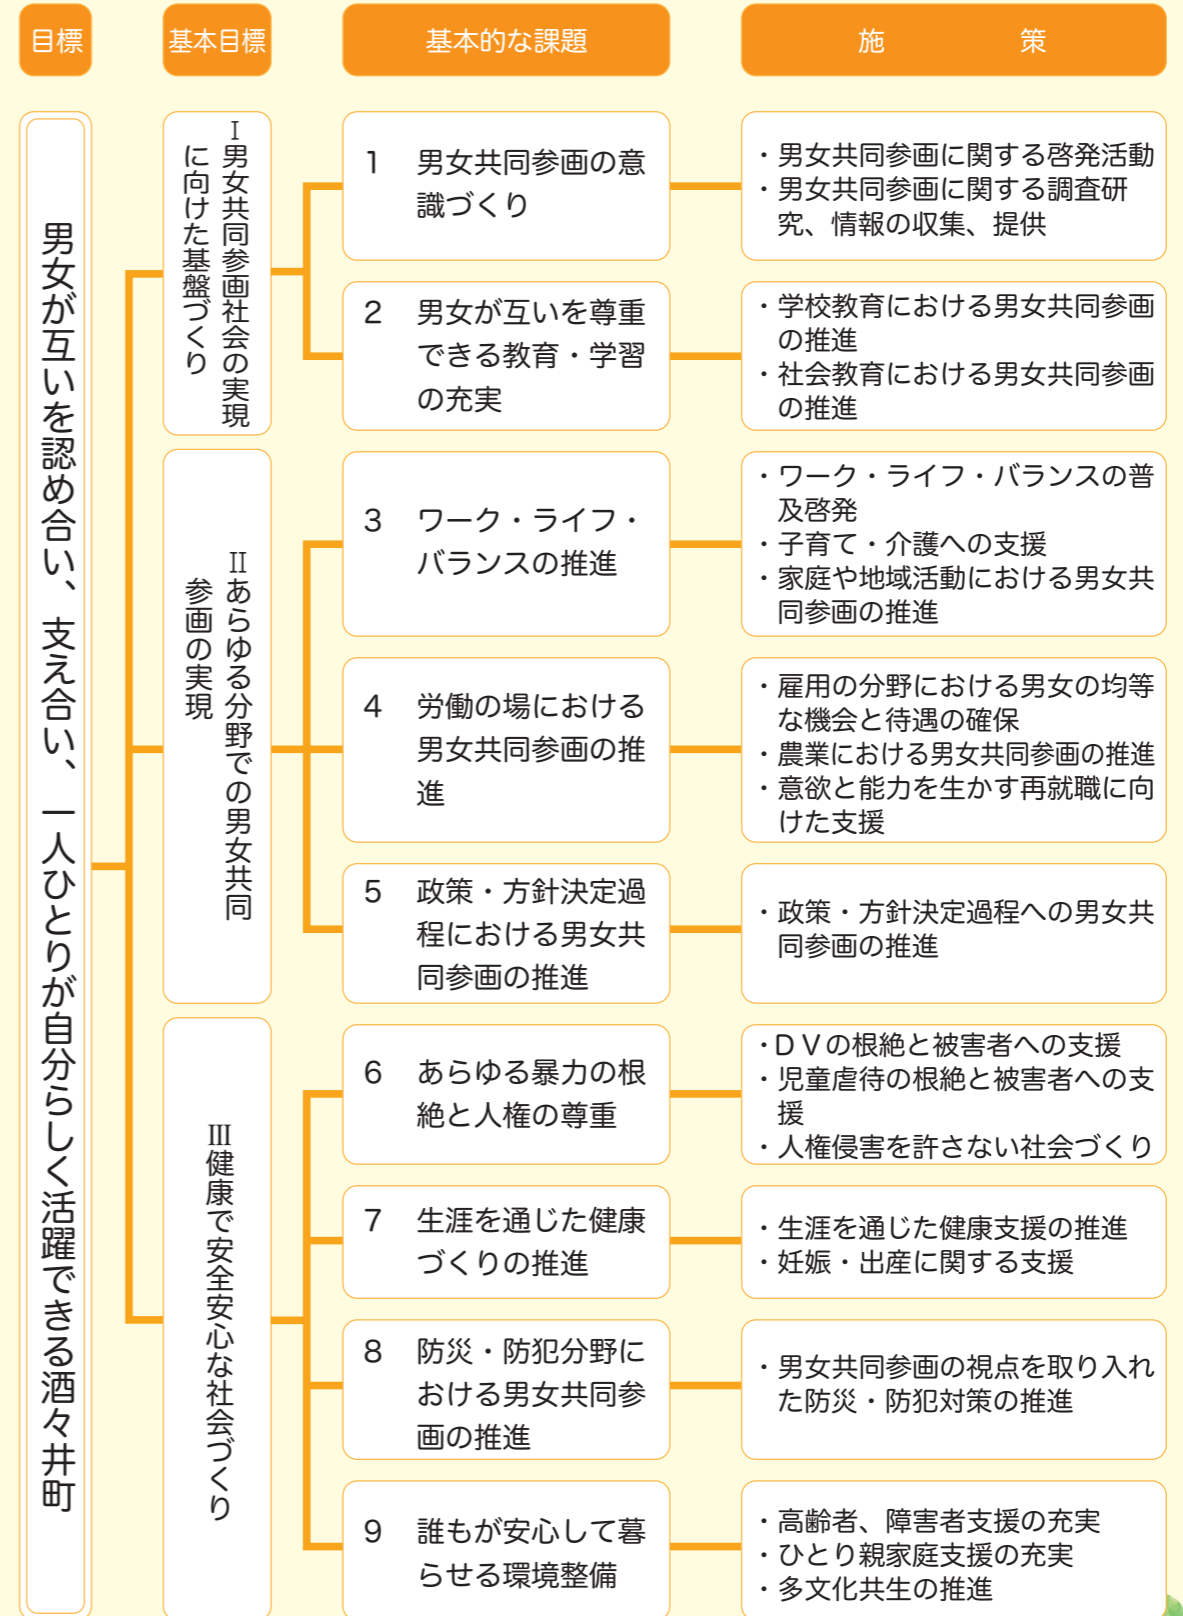 目標
基本目標
基本的な課題
施　　　策
男女が互いを認め合い、支え合い、一人ひとりが自分らしく活躍できる酒々井町
Ⅰ男女共同参画社会の実現
に向けた基盤づくり
1　男女共同参画の意
識づくり
・男女共同参画に関する啓発活動
・男女共同参画に関する調査研
究、情報の収集、提供
2　男女が互いを尊重
できる教育・学習
の充実
・学校教育における男女共同参画
の推進
・社会教育における男女共同参画
の推進
Ⅱあらゆる分野での男女共同
参画の実現
3　ワーク・ライフ・
バランスの推進
・ワーク・ライフ・バランスの普
及啓発
・子育て・介護への支援
・家庭や地域活動における男女共
同参画の推進
4　労働の場における
男女共同参画の推
進
・雇用の分野における男女の均等
な機会と待遇の確保
・農業における男女共同参画の推進
・意欲と能力を生かす再就職に向
けた支援
5　政策・方針決定過
程における男女共
同参画の推進
・政策・方針決定過程への男女共
同参画の推進
Ⅲ健康で安全安心な社会づくり
6　あらゆる暴力の根
絶と人権の尊重
・ＤＶの根絶と被害者への支援
・児童虐待の根絶と被害者への支
援
・人権侵害を許さない社会づくり
7　生涯を通じた健康
づくりの推進
・生涯を通じた健康支援の推進
・妊娠・出産に関する支援
8　防災・防犯分野に
おける男女共同参
画の推進
・男女共同参画の視点を取り入れ
た防災・防犯対策の推進
9　誰もが安心して暮
らせる環境整備
・高齢者、障害者支援の充実
・ひとり親家庭支援の充実
・多文化共生の推進